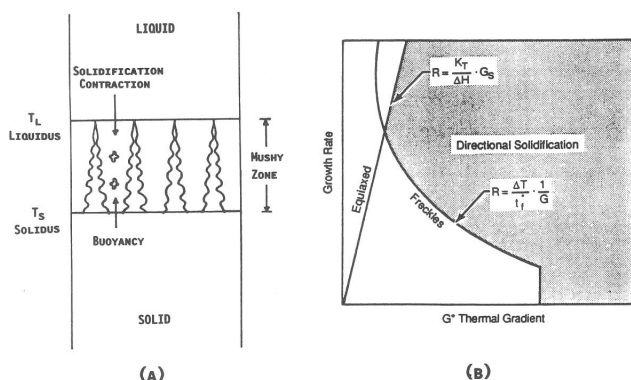 LIQUID
SOLIDIFICATION
CONTRACTION
TL
LIQUIDUS
MUSHY
ZONE
TS
SOLIDUS
BUOYANCY
SOLID
(A)
Growth Rate
R = KT/ΔH · GS
Directional Solidification
Equiaxed
Freckles
R = ΔT/tf* · 1/G
G* Thermal Gradient
(B)